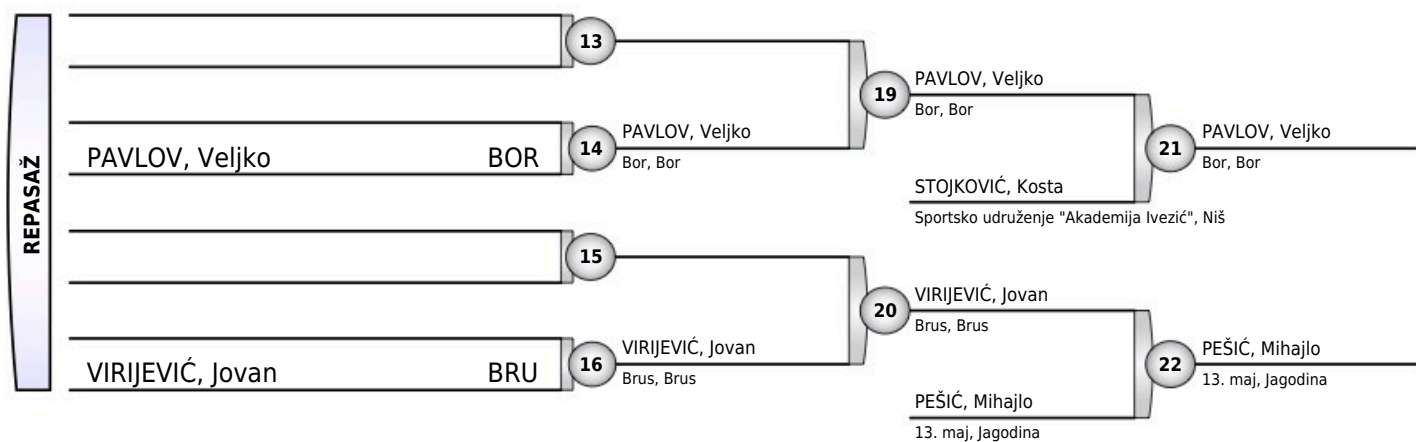 REPASAŽ
13
PAVLOV, Veljko BOR
14
PAVLOV, Veljko
Bor, Bor
19
PAVLOV, Veljko
Bor, Bor
STOJKOVIĆ, Kosta
Sportsko udruženje "Akademija Ivezić", Niš
21
PAVLOV, Veljko
Bor, Bor
15
VIRIJEVIĆ, Jovan BRU
16
VIRIJEVIĆ, Jovan
Brus, Brus
20
VIRIJEVIĆ, Jovan
Brus, Brus
PEŠIĆ, Mihajlo
13. maj, Jagodina
22
PEŠIĆ, Mihajlo
13. maj, Jagodina